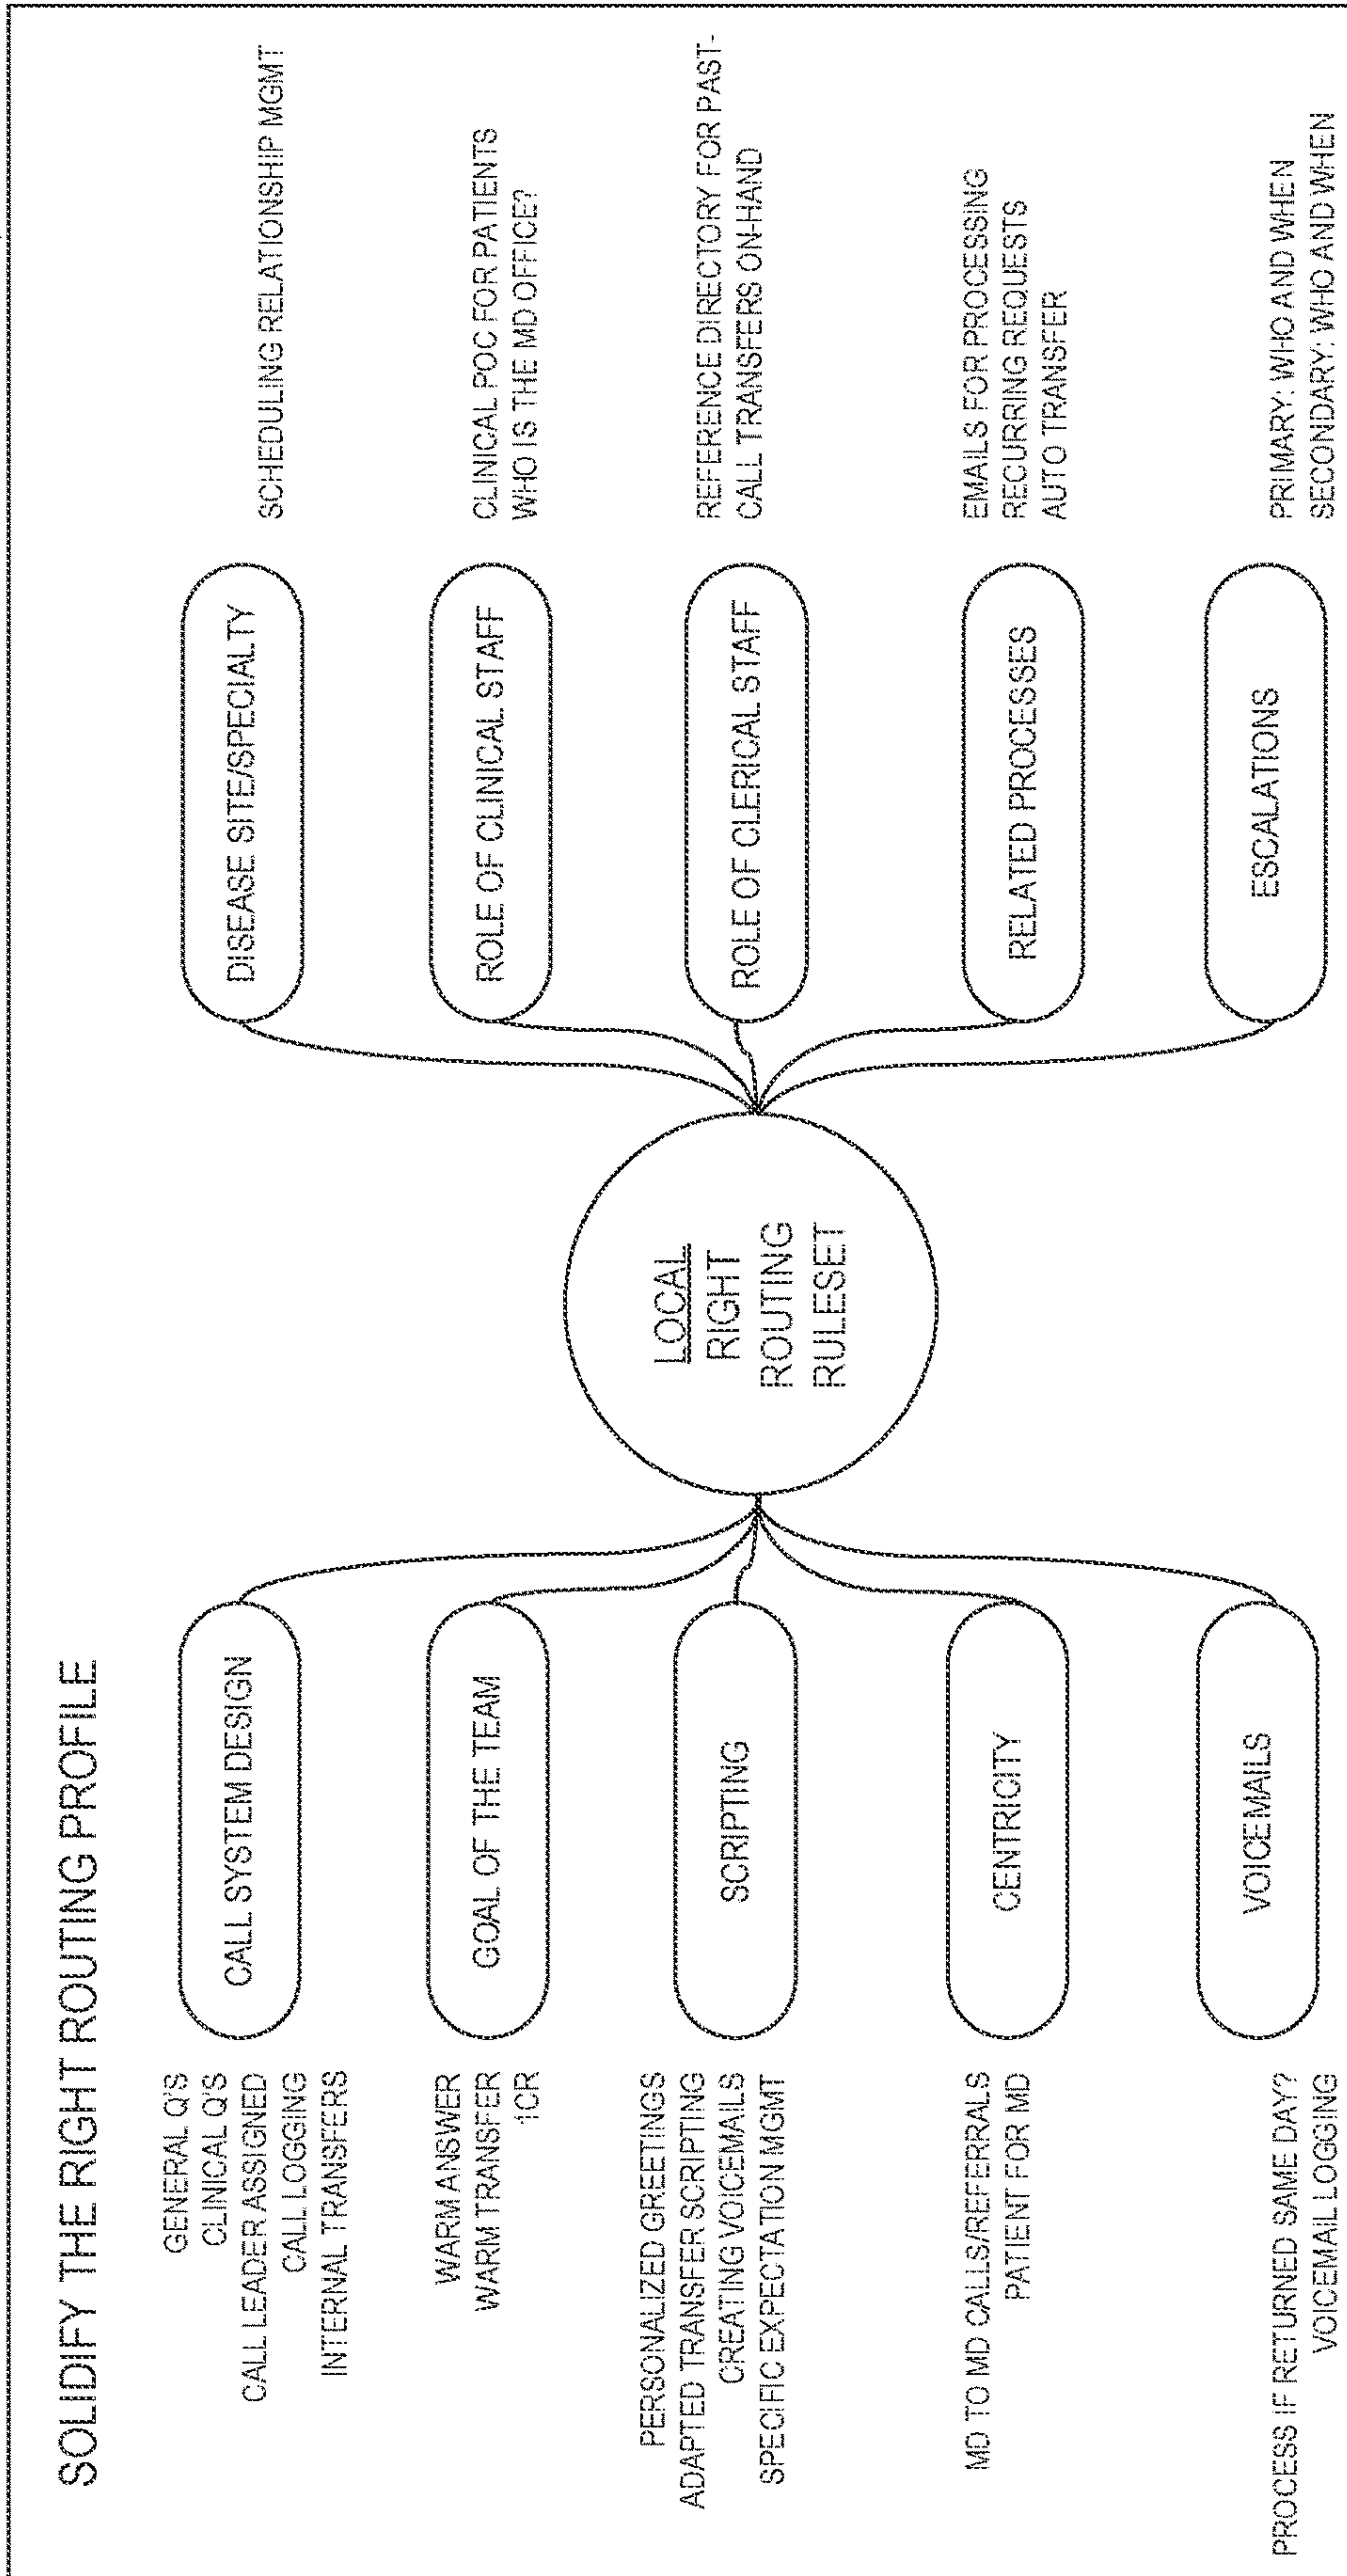 SOLIDIFY THE RIGHT ROUTING PROFILE
GENERAL Q'S
CLINICAL Q'S
CALL LEADER ASSIGNED
CALL LOGGING
INTERNAL TRANSFERS
CALL SYSTEM DESIGN
WARM ANSWER
WARM TRANSFER
1CR
GOAL OF THE TEAM
PERSONALIZED GREETINGS
ADAPTED TRANSFER SCRIPTING
CREATING VOICEMAILS
SPECIFIC EXPECTATION MGMT
SCRIPTING
MD TO MD CALLS/REFERRALS
PATIENT FOR MD
CENTRICITY
PROCESS IF RETURNED SAME DAY?
VOICEMAIL LOGGING
VOICEMAILS
LOCAL
RIGHT
ROUTING
RULESET
DISEASE SITE/SPECIALTY
SCHEDULING RELATIONSHIP MGMT
ROLE OF CLINICAL STAFF
CLINICAL POC FOR PATIENTS
WHO IS THE MD OFFICE?
ROLE OF CLERICAL STAFF
REFERENCE DIRECTORY FOR PAST-
CALL TRANSFERS ON-HAND
RELATED PROCESSES
EMAILS FOR PROCESSING
RECURRING REQUESTS
AUTO TRANSFER
ESCALATIONS
PRIMARY: WHO AND WHEN
SECONDARY: WHO AND WHEN